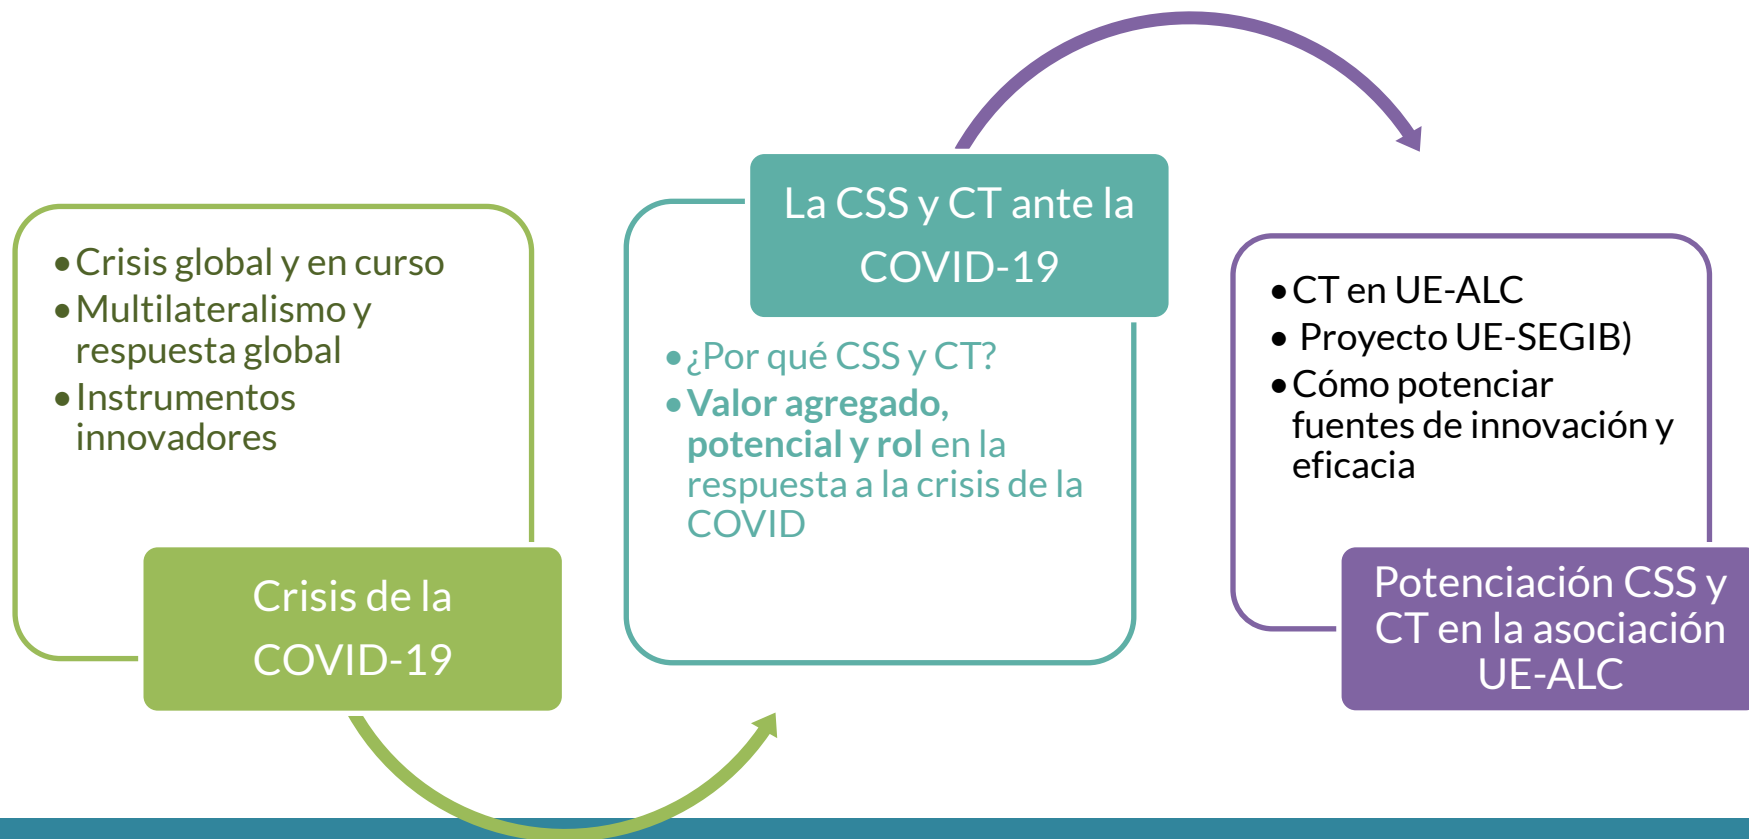 •Crisis global y en curso
•Multilateralismo y
respuesta global
•Instrumentos
innovadores
Crisis de la
COVID-19
La CSS y CT ante la
COVID-19
•¿Por qué CSS y CT?
•Valor agregado,
potencial y rol en la
respuesta a la crisis de la
COVID
•CT en UE-ALC
• Proyecto UE-SEGIB)
•Cómo potenciar
fuentes de innovación y
eficacia
Potenciación CSS y
CT en la asociación
UE-ALC